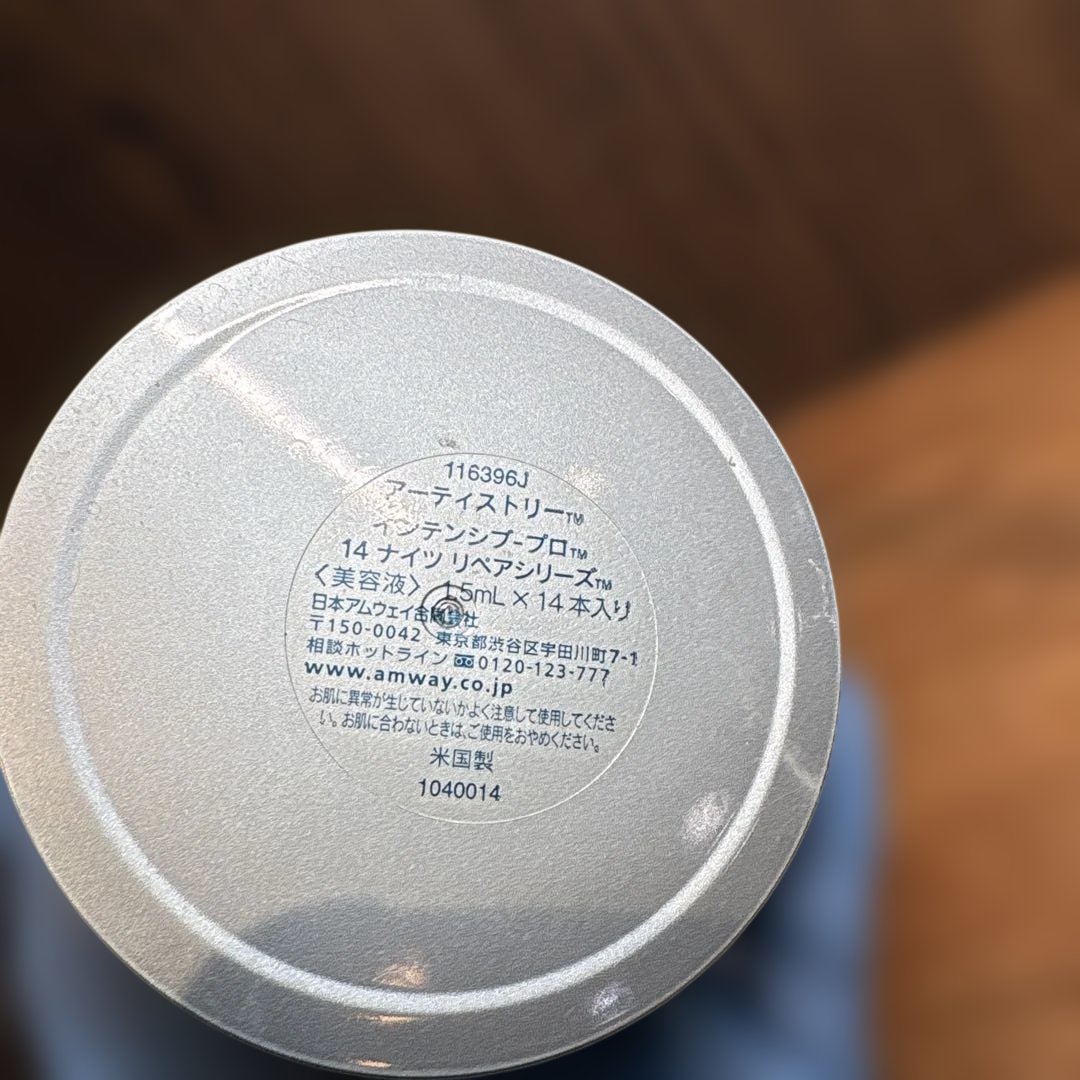 116396J
アーティストリー™
インテンシブ-プロ™
14 ナイツ リペアシリーズ™
〈美容液〉 1.5mL × 14本入り
日本アムウェイ合同会社
〒150-0042 東京都渋谷区宇田川町7-1
相談ホットライン 0120-123-777
www.amway.co.jp
お肌に異常が生じていないかよく注意して使用してくださ
い。お肌に合わないときは、ご使用をおやめください。
米国製
1040014